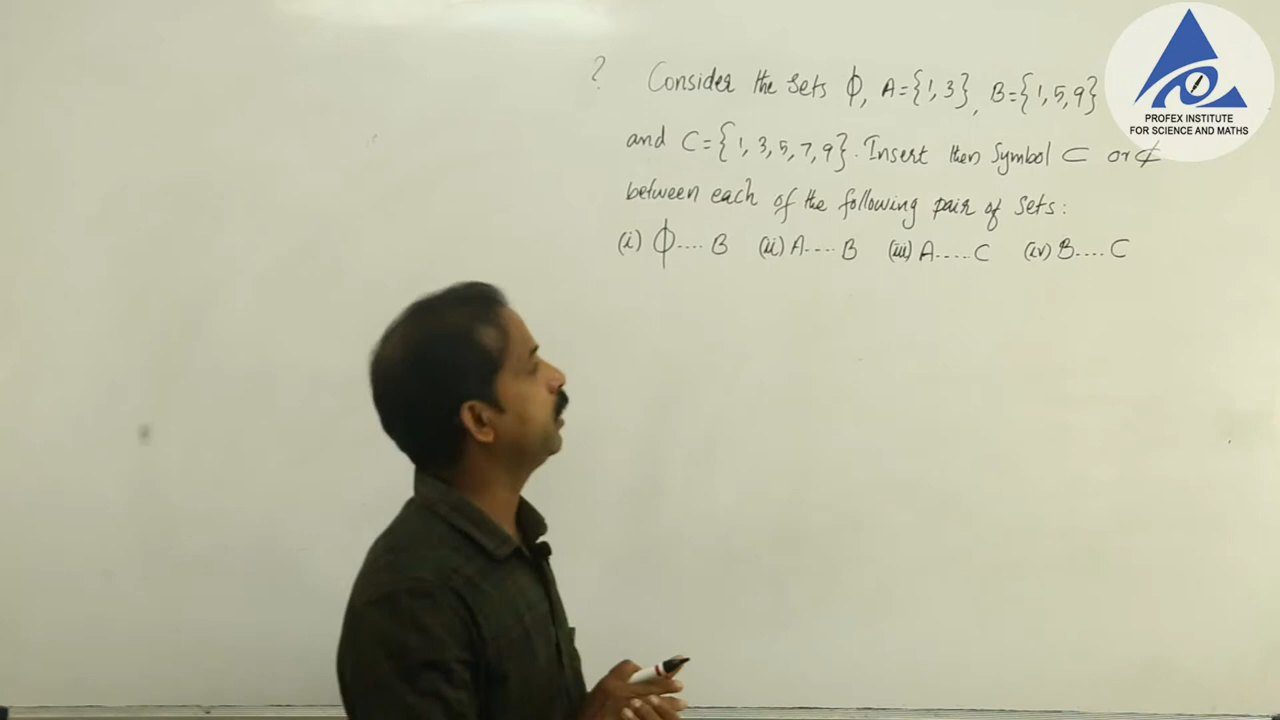 ? Consider the sets ϕ, A={1,3}, B={1,5,9}
and C={1,3,5,7,9}. Insert then Symbol ⊂ or ⊄
between each of the following pair of sets:
(i) ϕ....B (ii) A....B (iii) A.....C (iv) B....C
PROFEX INSTITUTE
FOR SCIENCE AND MATHS